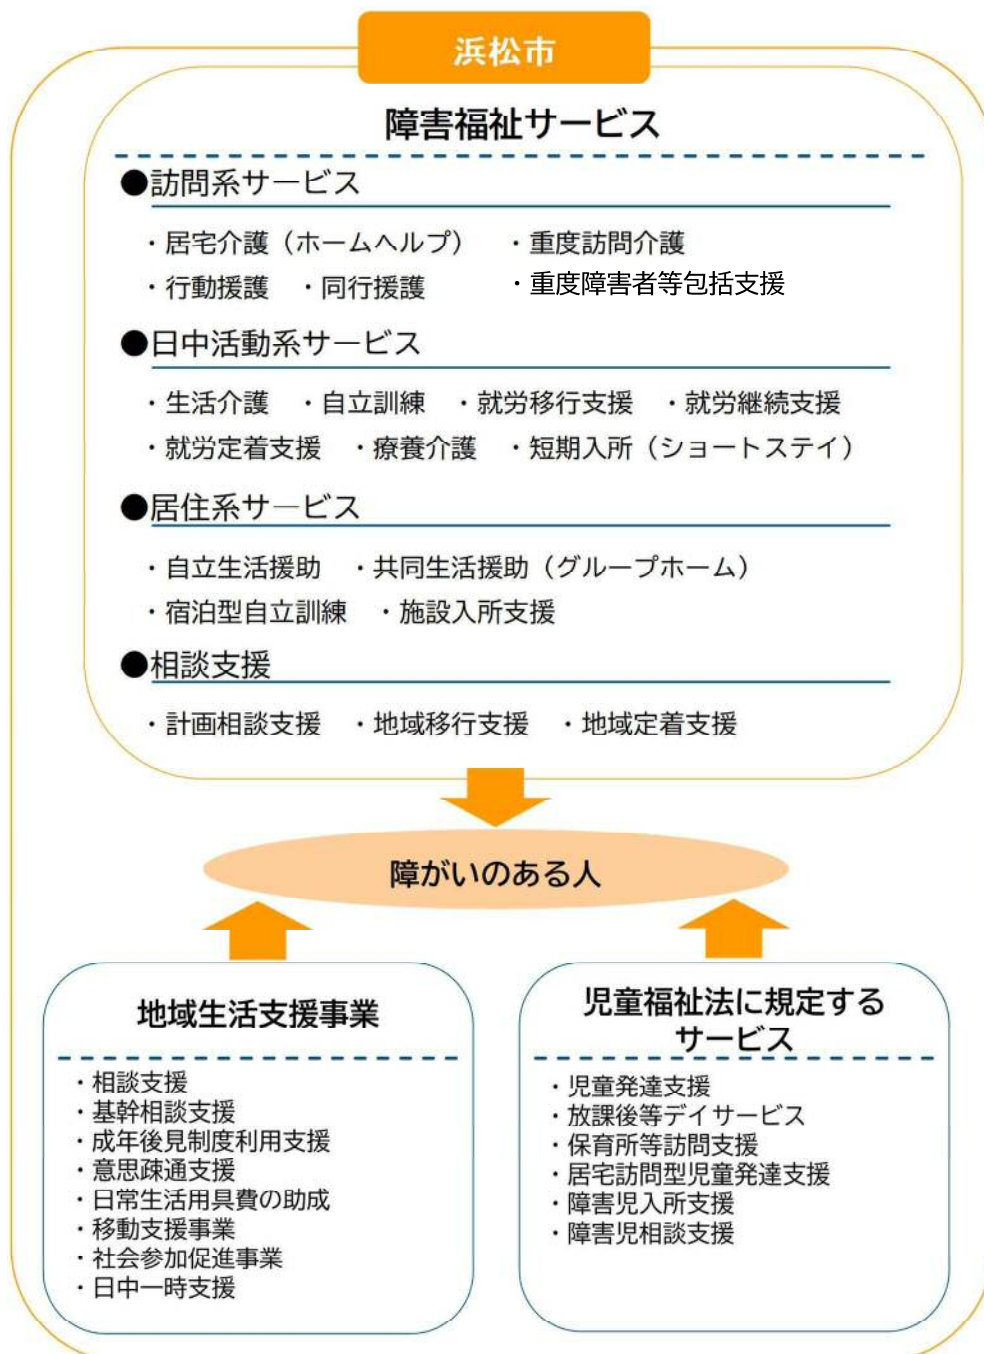 浜松市
障害福祉サービス
●訪問系サービス
・居宅介護（ホームヘルプ） ・重度訪問介護
・行動援護 ・同行援護 ・重度障害者等包括支援
●日中活動系サービス
・生活介護 ・自立訓練 ・就労移行支援 ・就労継続支援
・就労定着支援 ・療養介護 ・短期入所（ショートステイ）
●居住系サービス
・自立生活援助 ・共同生活援助（グループホーム）
・宿泊型自立訓練 ・施設入所支援
●相談支援
・計画相談支援 ・地域移行支援 ・地域定着支援
障がいのある人
地域生活支援事業
・相談支援
・基幹相談支援
・成年後見制度利用支援
・意思疎通支援
・日常生活用具費の助成
・移動支援事業
・社会参加促進事業
・日中一時支援
児童福祉法に規定する
サービス
・児童発達支援
・放課後等デイサービス
・保育所等訪問支援
・居宅訪問型児童発達支援
・障害児入所支援
・障害児相談支援